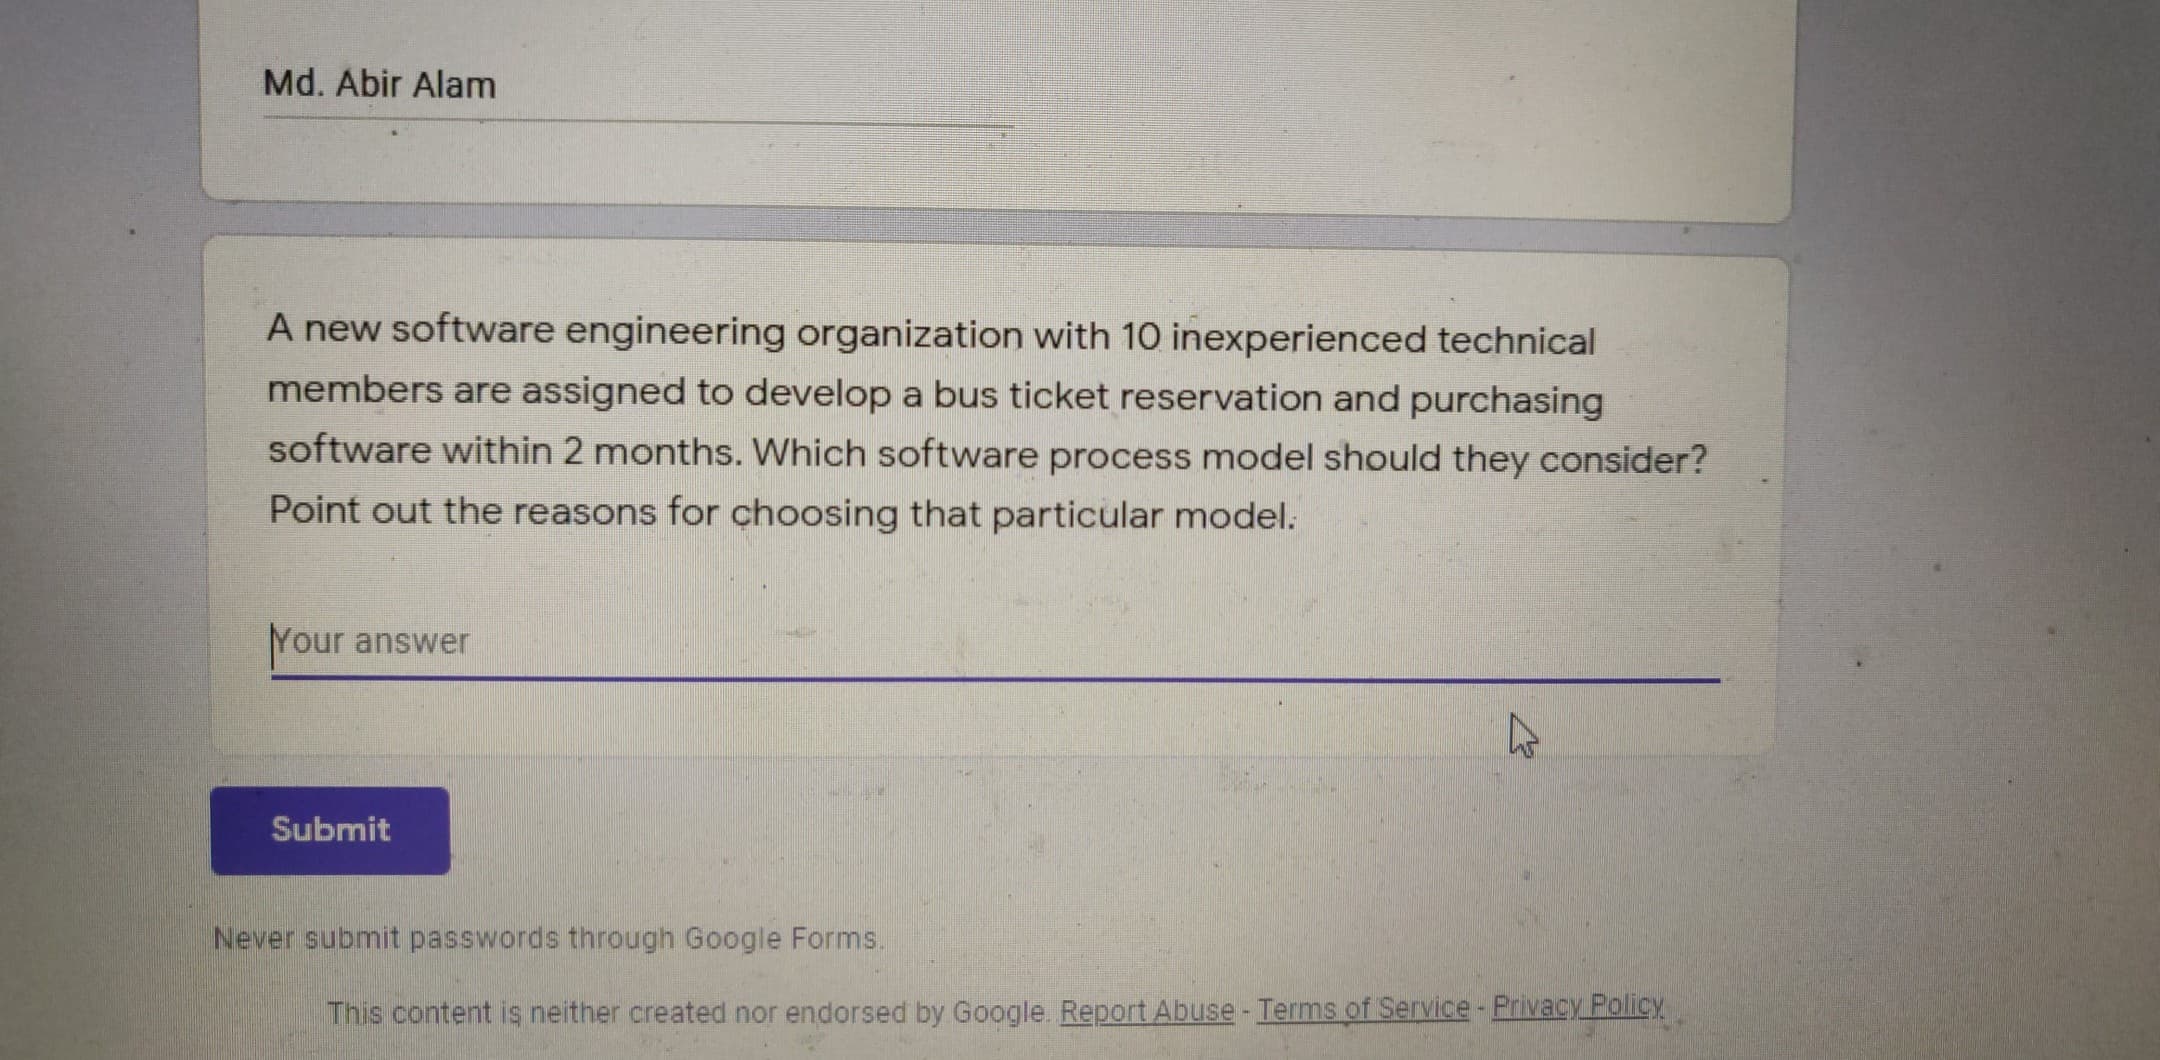 Md. Abir Alam
A new software engineering organization with 10 inexperienced technical
members are assigned to develop a bus ticket reservation and purchasing
software within 2 months. Which software process model should they consider?
Point out the reasons for choosing that particular model.
Your answer
Submit
Never submit passwords through Google Forms.
This content is neither created nor endorsed by Google. Report Abuse - Terms of Service - Privacy Policy